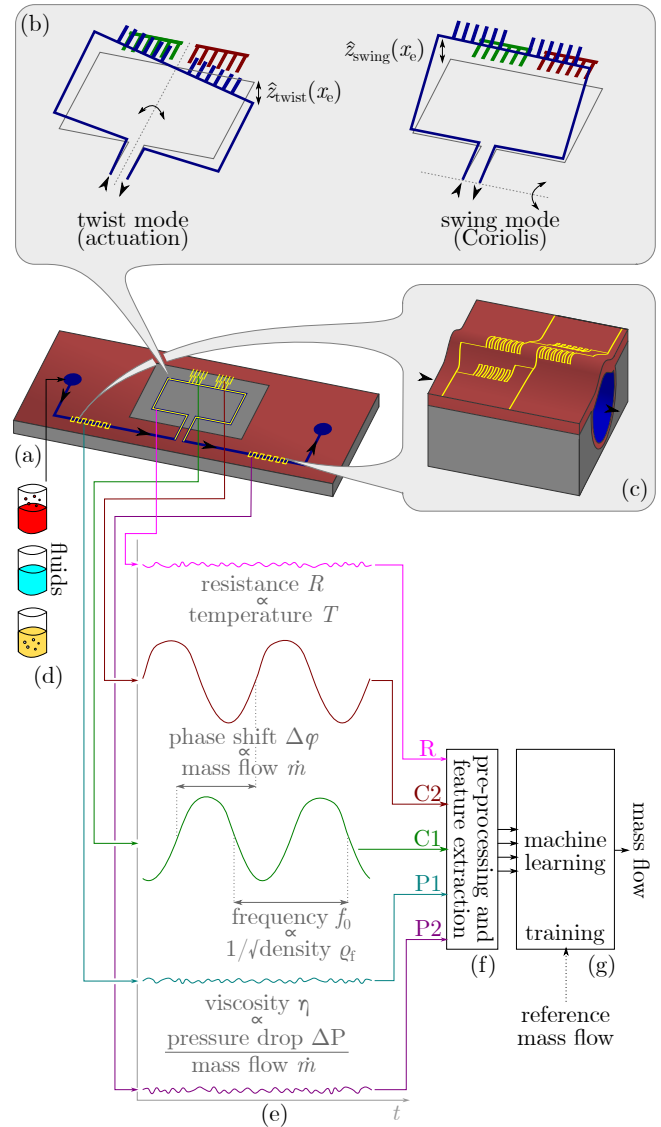 (b)
ẑtwist(xe)
ẑswing(xe)
twist mode
(actuation)
swing mode
(Coriolis)
(a)
(c)
fluids
(d)
resistance R
∝
temperature T
phase shift Δφ
∝
mass flow ṁ
frequency f0
∝
1/√density ϱf
viscosity η
∝
pressure drop ΔP
mass flow ṁ
(e)
t
R
C2
C1
P1
P2
pre-processing and
feature extraction
(f)
machine
learning
training
(g)
mass flow
reference
mass flow